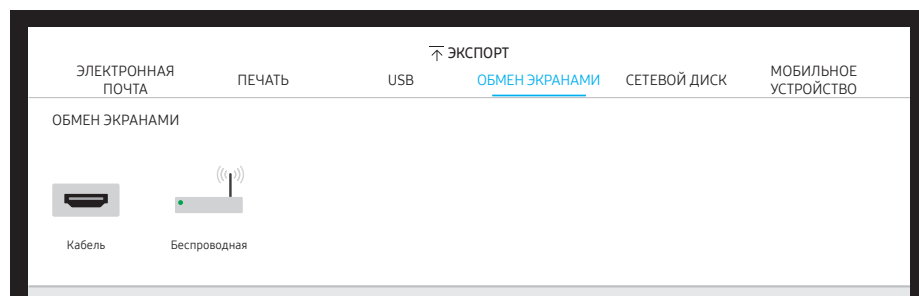 ЭКСПОРТ
ЭЛЕКТРОННАЯ
ПОЧТА
ПЕЧАТЬ
USB
ОБМЕН ЭКРАНАМИ
СЕТЕВОЙ ДИСК
МОБИЛЬНОЕ
УСТРОЙСТВО
ОБМЕН ЭКРАНАМИ
Кабель
Беспроводная